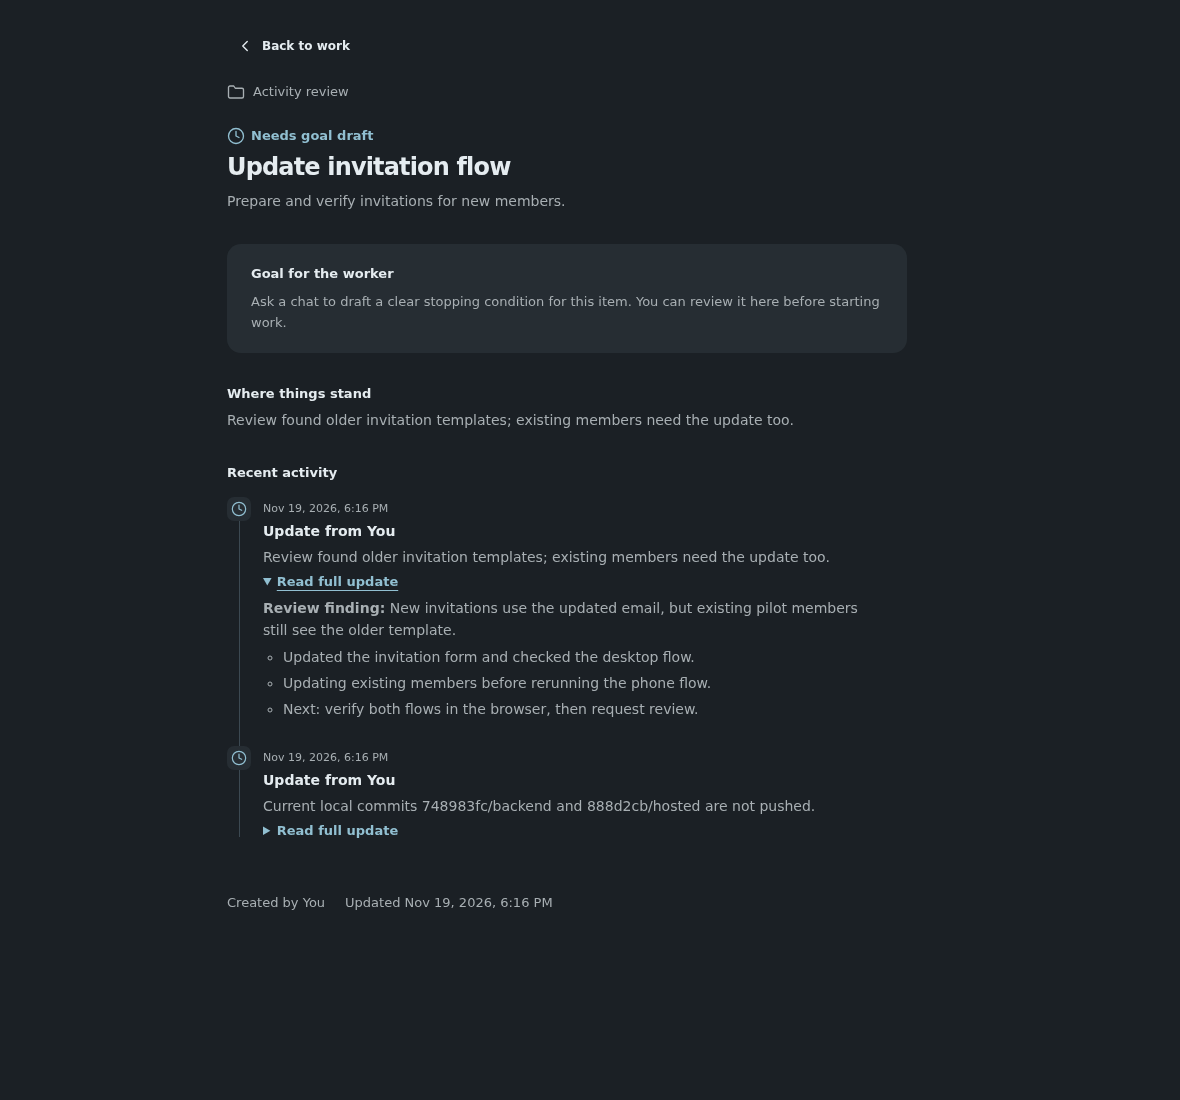 Back to work
Activity review
Needs goal draft
Update invitation flow
Prepare and verify invitations for new members.
Goal for the worker
Ask a chat to draft a clear stopping condition for this item. You can review it here before starting
work.
Where things stand
Review found older invitation templates; existing members need the update too.
Recent activity
Nov 19, 2026, 6:16 PM
Update from You
Review found older invitation templates; existing members need the update too.
Read full update
Review finding: New invitations use the updated email, but existing pilot members
still see the older template.
Updated the invitation form and checked the desktop flow.
Updating existing members before rerunning the phone flow.
Next: verify both flows in the browser, then request review.
Nov 19, 2026, 6:16 PM
Update from You
Current local commits 748983fc/backend and 888d2cb/hosted are not pushed.
Read full update
Created by You Updated Nov 19, 2026, 6:16 PM